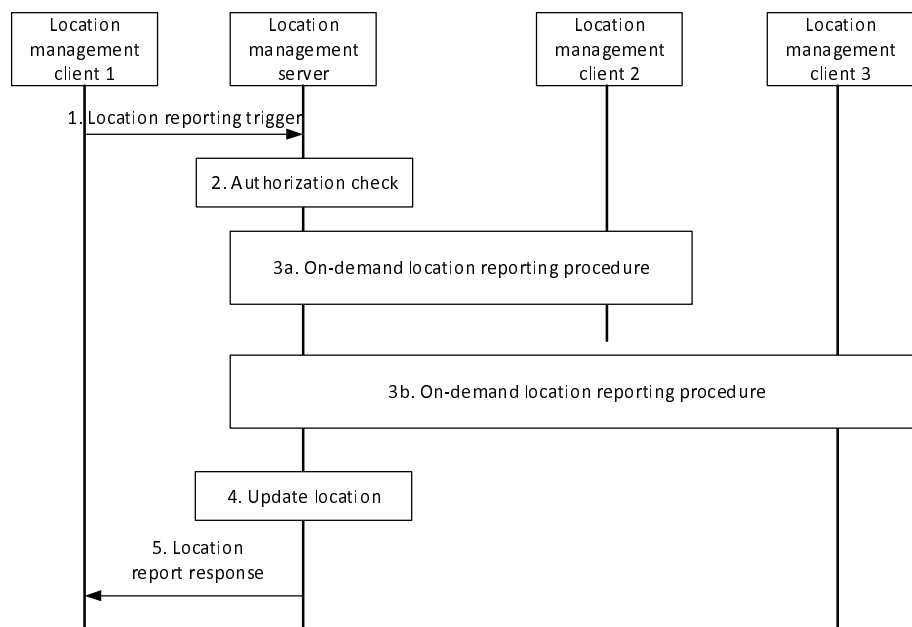 Location
management
client 1
Location
management
server
Location
management
client 2
Location
management
client 3
1. Location reporting trigger
2. Authorization check
3a. On-demand location reporting procedure
3b. On-demand location reporting procedure
4. Update location
5. Location
report response